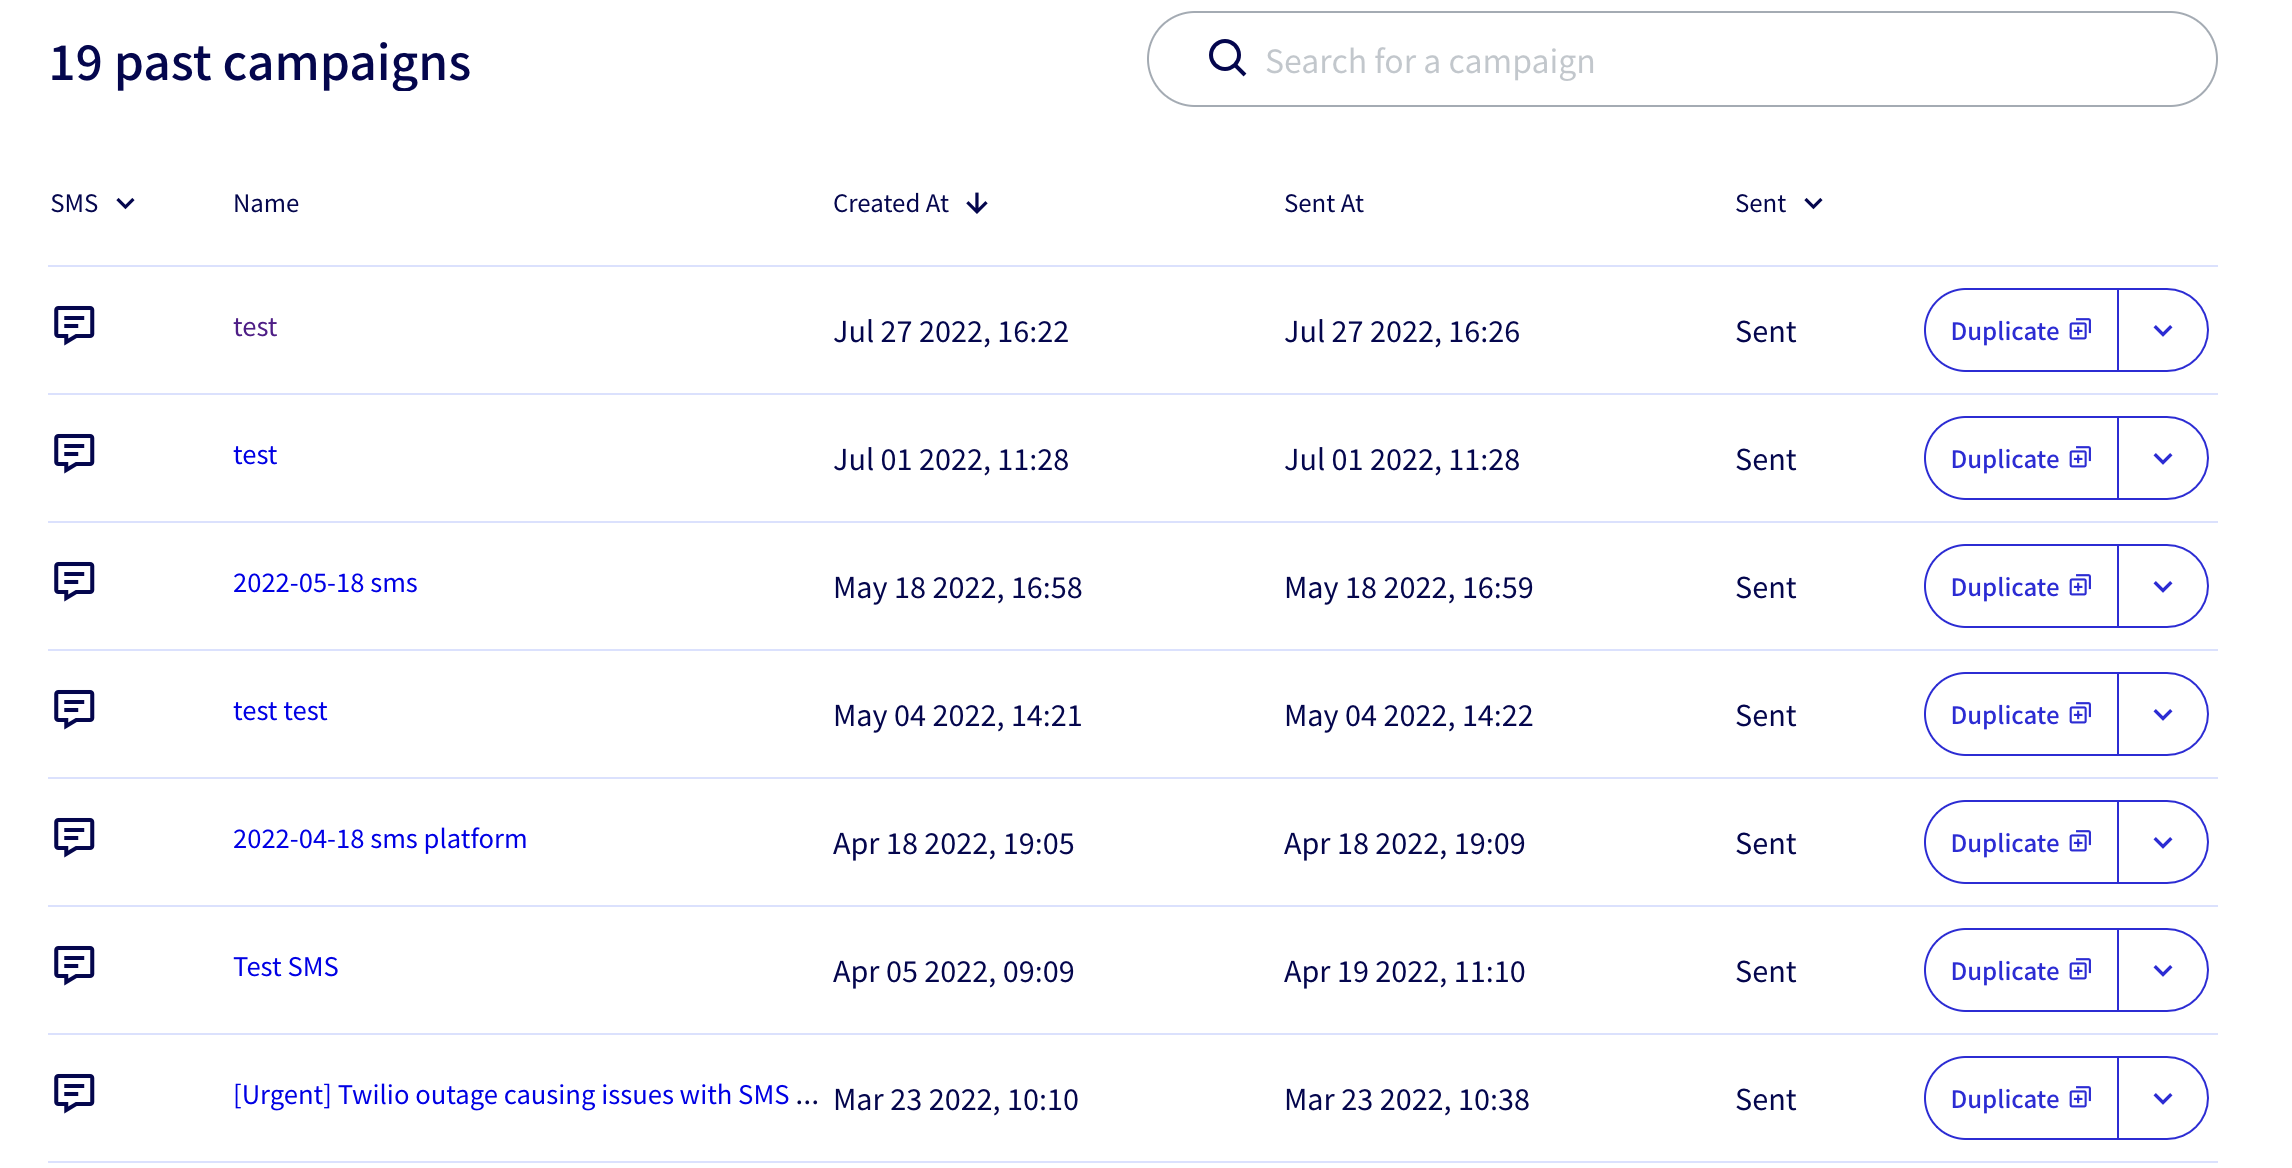 19 past campaigns
Search for a campaign
SMS Name Created At Sent At Sent
test Jul 27 2022, 16:22 Jul 27 2022, 16:26 Sent Duplicate
test Jul 01 2022, 11:28 Jul 01 2022, 11:28 Sent Duplicate
2022-05-18 sms May 18 2022, 16:58 May 18 2022, 16:59 Sent Duplicate
test test May 04 2022, 14:21 May 04 2022, 14:22 Sent Duplicate
2022-04-18 sms platform Apr 18 2022, 19:05 Apr 18 2022, 19:09 Sent Duplicate
Test SMS Apr 05 2022, 09:09 Apr 19 2022, 11:10 Sent Duplicate
[Urgent] Twilio outage causing issues with SMS ... Mar 23 2022, 10:10 Mar 23 2022, 10:38 Sent Duplicate